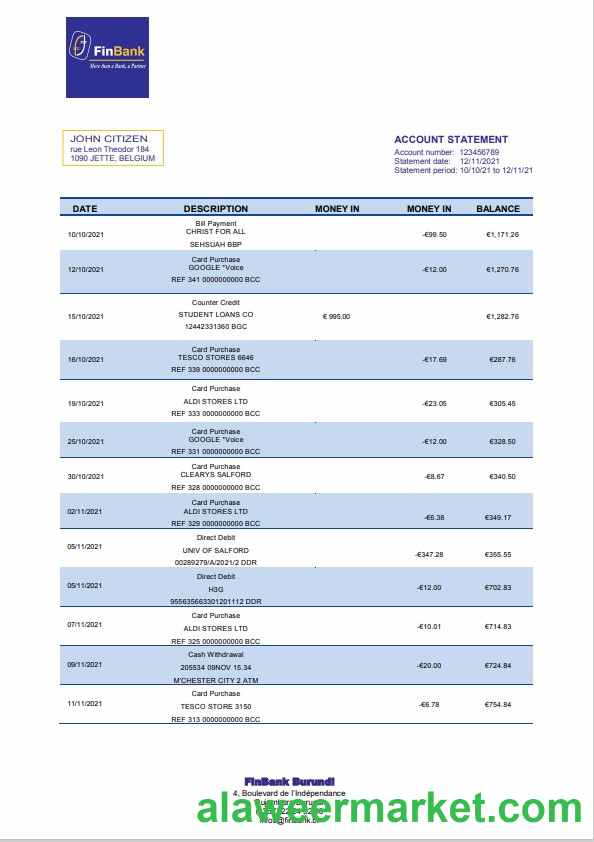 FinBank
More than a Bank, a Partner
JOHN CITIZEN
rue Leon Theodor 184
1090 JETTE, BELGIUM
ACCOUNT STATEMENT
Account number: 123456789
Statement date: 12/11/2021
Statement period: 10/10/21 to 12/11/21
DATE DESCRIPTION MONEY IN MONEY IN BALANCE
Bill Payment
CHRIST FOR ALL
10/10/2021 -€99.50 €1,171.26
SEHSUAH BBP
Card Purchase
GOOGLE *Voice
12/10/2021 -€12.00 €1,270.76
REF 341 0000000000 BCC
Counter Credit
STUDENT LOANS CO
15/10/2021 € 995.00 €1,282.76
12442331360 BGC
Card Purchase
TESCO STORES 6646
16/10/2021 -€17.69 €287.76
REF 339 0000000000 BCC
Card Purchase
ALDI STORES LTD
19/10/2021 -€23.05 €305.45
REF 333 0000000000 BCC
Card Purchase
GOOGLE *Voice
25/10/2021 -€12.00 €328.50
REF 331 0000000000 BCC
Card Purchase
CLEARYS SALFORD
30/10/2021 -€8.67 €340.50
REF 328 0000000000 BCC
Card Purchase
ALDI STORES LTD
02/11/2021 -€6.38 €349.17
REF 329 0000000000 BCC
Direct Debit
05/11/2021
UNIV OF SALFORD -€347.28 €355.55
00289279/A/2021/2 DDR
Direct Debit
05/11/2021 H3G -€12.00 €702.83
955635663301201112 DDR
Card Purchase
07/11/2021
ALDI STORES LTD -€10.01 €714.83
REF 325 0000000000 BCC
Cash Withdrawal
09/11/2021 205534 09NOV 15.34 -€20.00 €724.84
M'CHESTER CITY 2 ATM
Card Purchase
11/11/2021 TESCO STORE 3150 -€6.78 €754.84
REF 313 0000000000 BCC
FinBank Burundi
4, Boulevard de l'Indépendance
alaweermarket.com